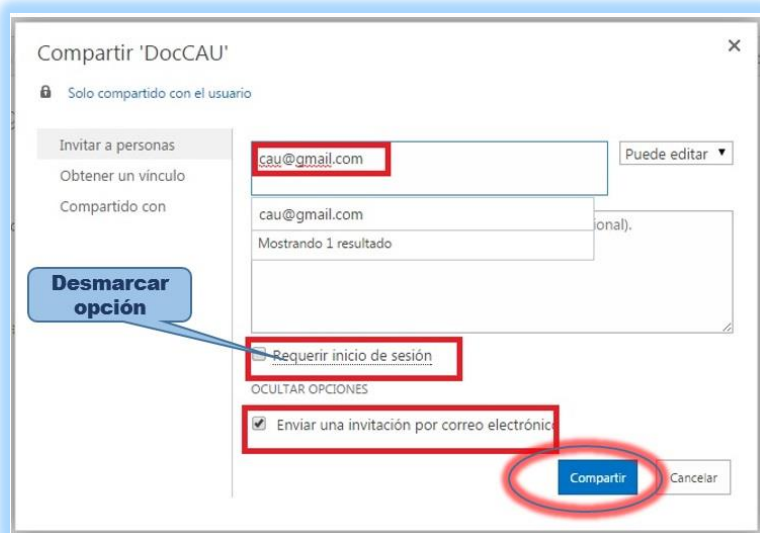 Compartir 'DocCAU'
Solo compartido con el usuario
Invitar a personas
Obtener un vínculo
Compartido con
cau@gmail.com
Puede editar
cau@gmail.com
Mostrando 1 resultado
ional).
Desmarcar
opción
Requerir inicio de sesión
OCULTAR OPCIONES
Enviar una invitación por correo electrónic
Compartir
Cancelar